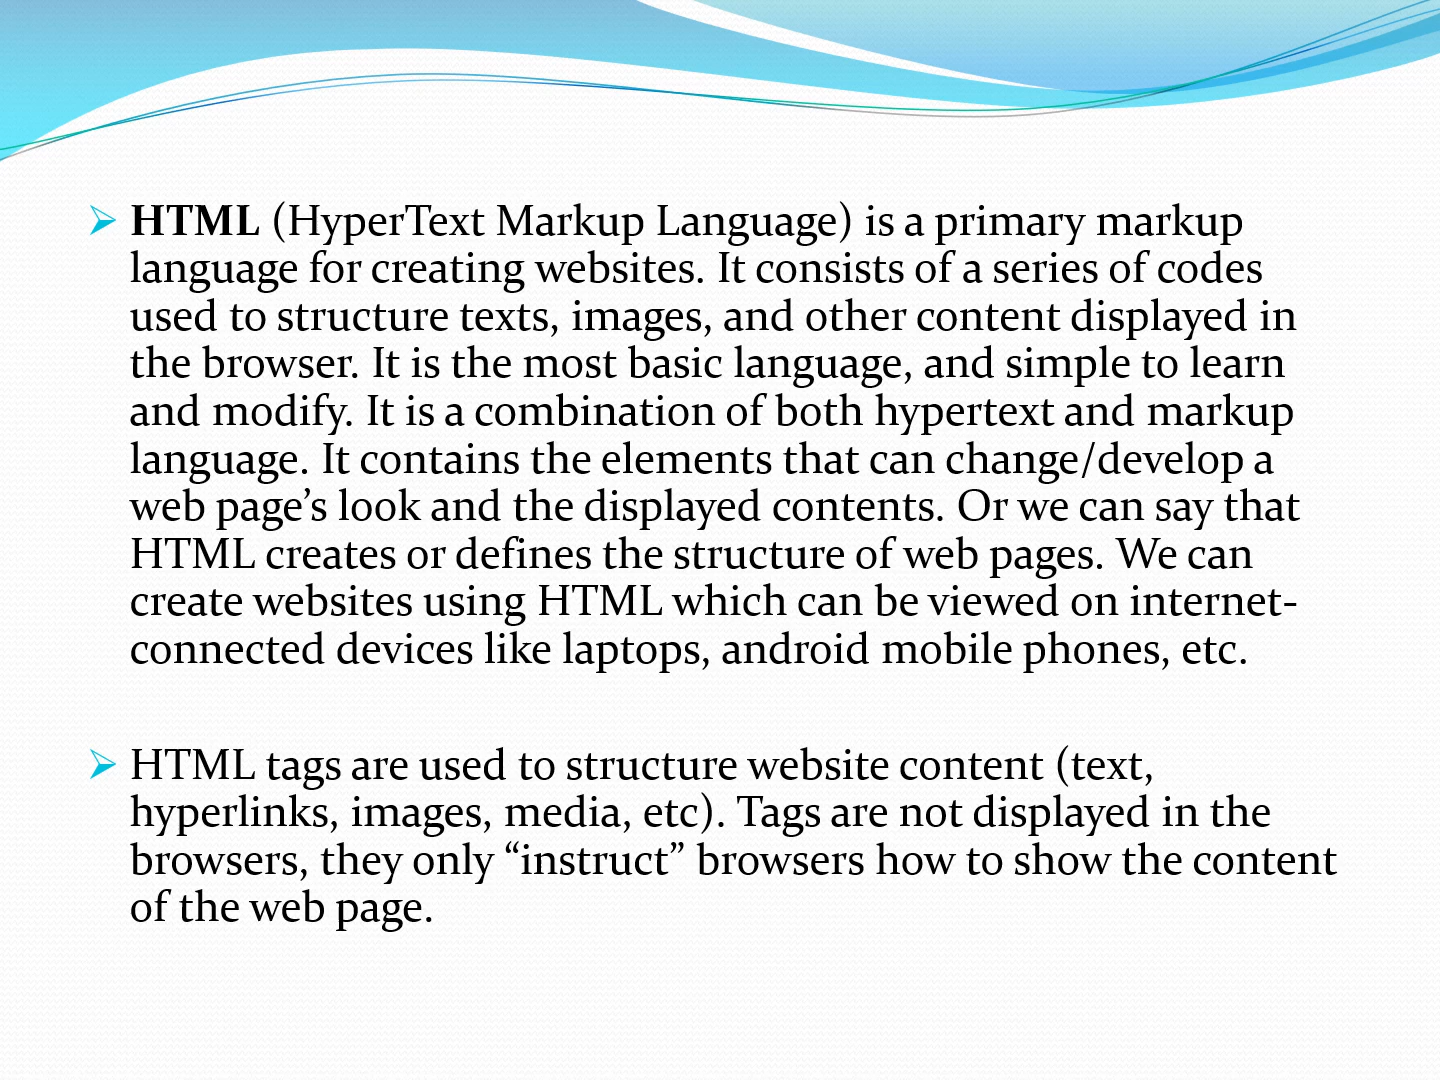 HTML (HyperText Markup Language) is a primary markup
language for creating websites. It consists of a series of codes
used to structure texts, images, and other content displayed in
the browser. It is the most basic language, and simple to learn
and modify. It is a combination of both hypertext and markup
language. It contains the elements that can change/develop a
web page’s look and the displayed contents. Or we can say that
HTML creates or defines the structure of web pages. We can
create websites using HTML which can be viewed on internet-
connected devices like laptops, android mobile phones, etc.
HTML tags are used to structure website content (text,
hyperlinks, images, media, etc). Tags are not displayed in the
browsers, they only “instruct” browsers how to show the content
of the web page.